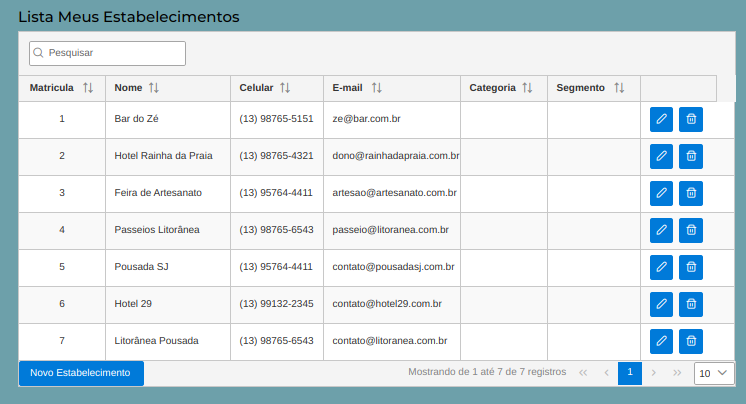 Lista Meus Estabelecimentos
Pesquisar
Matricula Nome Celular E-mail Categoria Segmento
1 Bar do Zé (13) 98765-5151 ze@bar.com.br
2 Hotel Rainha da Praia (13) 98765-4321 dono@rainhadapraia.com.br
3 Feira de Artesanato (13) 95764-4411 artesao@artesanato.com.br
4 Passeios Litorânea (13) 98765-6543 passeio@litoranea.com.br
5 Pousada SJ (13) 95764-4411 contato@pousadasj.com.br
6 Hotel 29 (13) 99132-2345 contato@hotel29.com.br
7 Litorânea Pousada (13) 98765-6543 contato@litoranea.com.br
Novo Estabelecimento Mostrando de 1 até 7 de 7 registros 1 10